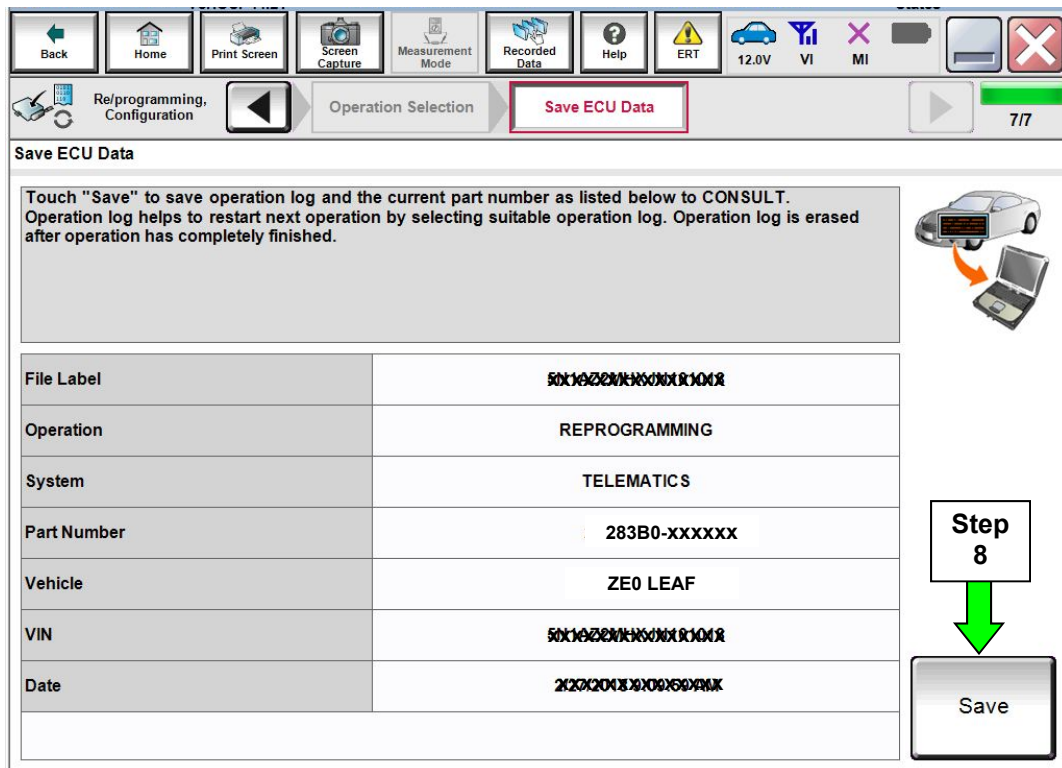 Back
Home
Print Screen
Screen
Capture
Measurement
Mode
Recorded
Data
Help
ERT
12.0V
VI
MI
Re/programming,
Configuration
Operation Selection
Save ECU Data
7/7
Save ECU Data
Touch "Save" to save operation log and the current part number as listed below to CONSULT.
Operation log helps to restart next operation by selecting suitable operation log. Operation log is erased
after operation has completely finished.
File Label
Operation
REPROGRAMMING
System
TELEMATICS
Part Number
283B0-xxxxxx
Vehicle
ZE0 LEAF
VIN
Date
Step
8
Save